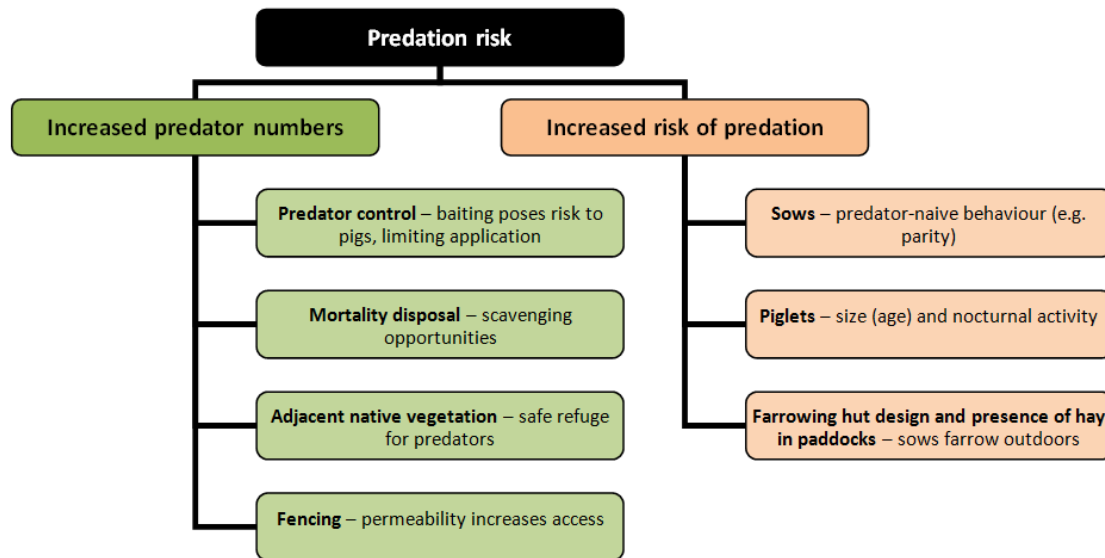 Predation risk
Increased predator numbers
Increased risk of predation
Predator control – baiting poses risk to
pigs, limiting application
Mortality disposal – scavenging
opportunities
Adjacent native vegetation – safe refuge
for predators
Fencing – permeability increases access
Sows – predator-naive behaviour (e.g.
parity)
Piglets – size (age) and nocturnal activity
Farrowing hut design and presence of hay
in paddocks – sows farrow outdoors